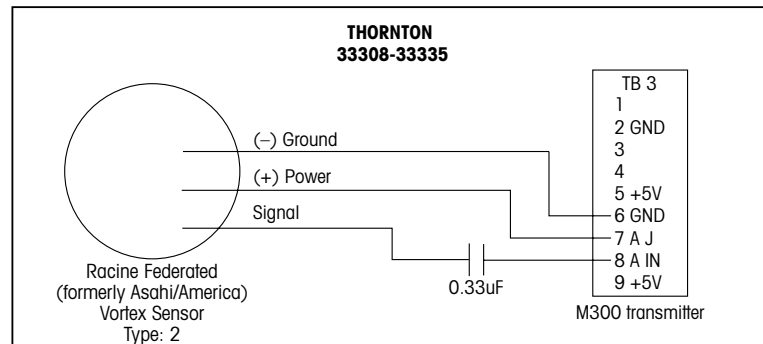 THORNTON
33308-33335
TB 3
1
2 GND
3
4
5 +5V
6 GND
7 A J
8 A IN
9 +5V
(–) Ground
(+) Power
Signal
0.33uF
Racine Federated
(formerly Asahi/America)
Vortex Sensor
Type: 2
M300 transmitter